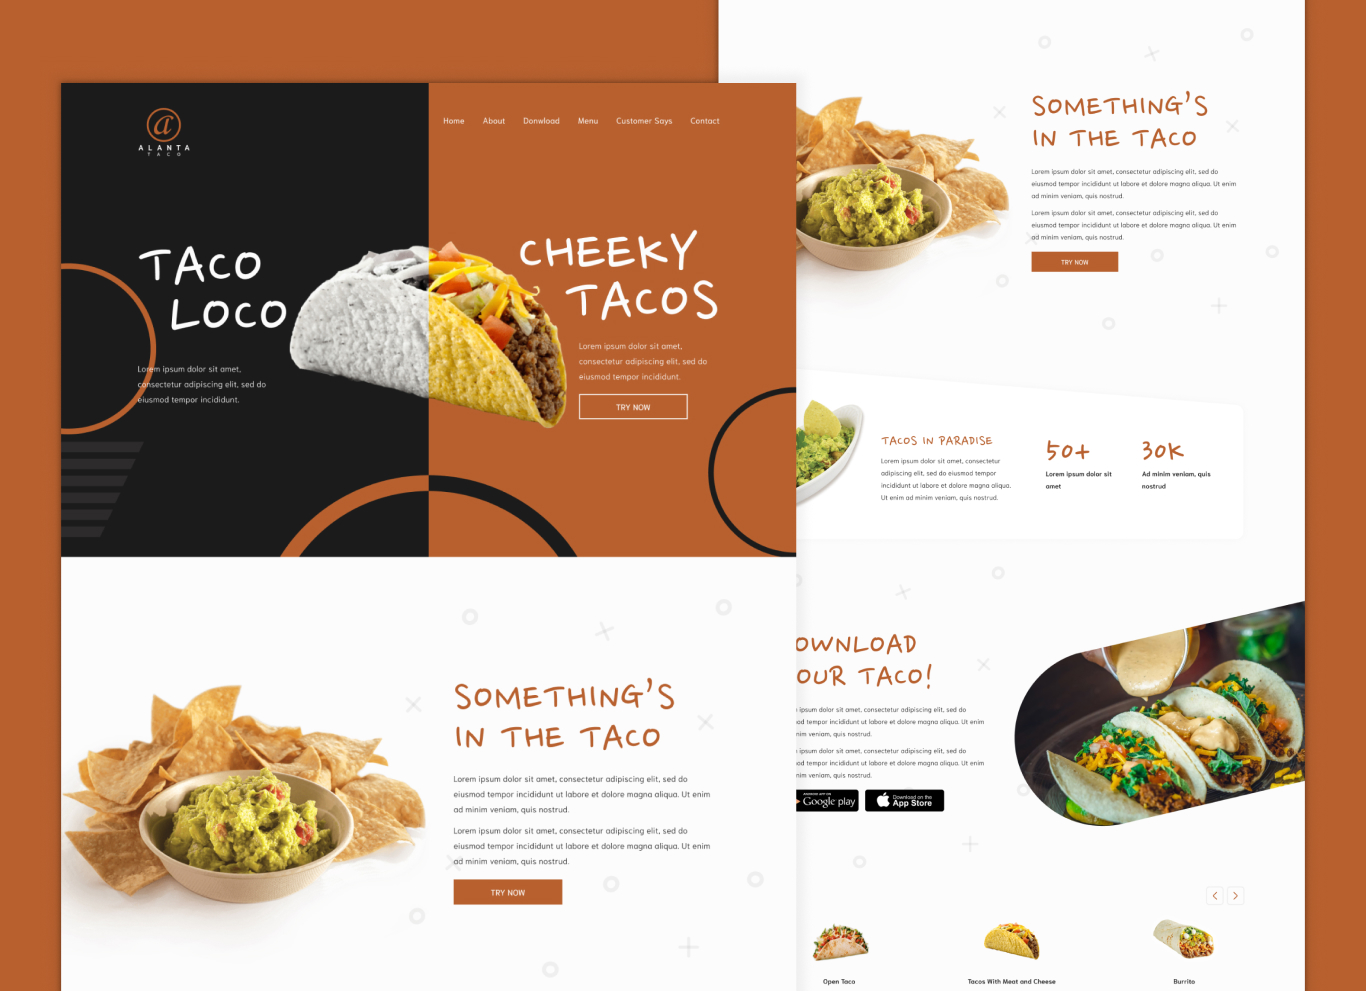 a
ALANTA
TACO
Home About Donwload Menu Customer Says Contact
TACO
LOCO
Lorem ipsum dolor sit amet,
consectetur adipiscing elit, sed do
eiusmod tempor incididunt.
CHEEKY
TACOS
Lorem ipsum dolor sit amet,
consectetur adipiscing elit, sed do
eiusmod tempor incididunt.
TRY NOW
SOMETHING'S
IN THE TACO
Lorem ipsum dolor sit amet, consectetur adipiscing elit, sed do
eiusmod tempor incididunt ut labore et dolore magna aliqua. Ut enim
ad minim veniam, quis nostrud.
Lorem ipsum dolor sit amet, consectetur adipiscing elit, sed do
eiusmod tempor incididunt ut labore et dolore magna aliqua. Ut enim
ad minim veniam, quis nostrud.
TRY NOW
SOMETHING'S
IN THE TACO
Lorem ipsum dolor sit amet, consectetur adipiscing elit, sed do
eiusmod tempor incididunt ut labore et dolore magna aliqua. Ut enim
ad minim veniam, quis nostrud.
Lorem ipsum dolor sit amet, consectetur adipiscing elit, sed do
eiusmod tempor incididunt ut labore et dolore magna aliqua. Ut enim
ad minim veniam, quis nostrud.
TRY NOW
TACOS IN PARADISE
Lorem ipsum dolor sit amet, consectetur
adipiscing elit, sed do eiusmod tempor
incididunt ut labore et dolore magna aliqua.
Ut enim ad minim veniam, quis nostrud.
50+
Lorem ipsum dolor sit
amet
30K
Ad minim veniam, quis
nostrud
OWNLOAD
OUR TACO!
ipsum dolor sit amet, consectetur adipiscing elit, sed do
od tempor incididunt ut labore et dolore magna aliqua. Ut enim
nim veniam, quis nostrud.
ipsum dolor sit amet, consectetur adipiscing elit, sed do
od tempor incididunt ut labore et dolore magna aliqua. Ut enim
nim veniam, quis nostrud.
ANDROID APP ON
Google play
Download on the
App Store
Open Taco
Tacos With Meat and Cheese
Burrito